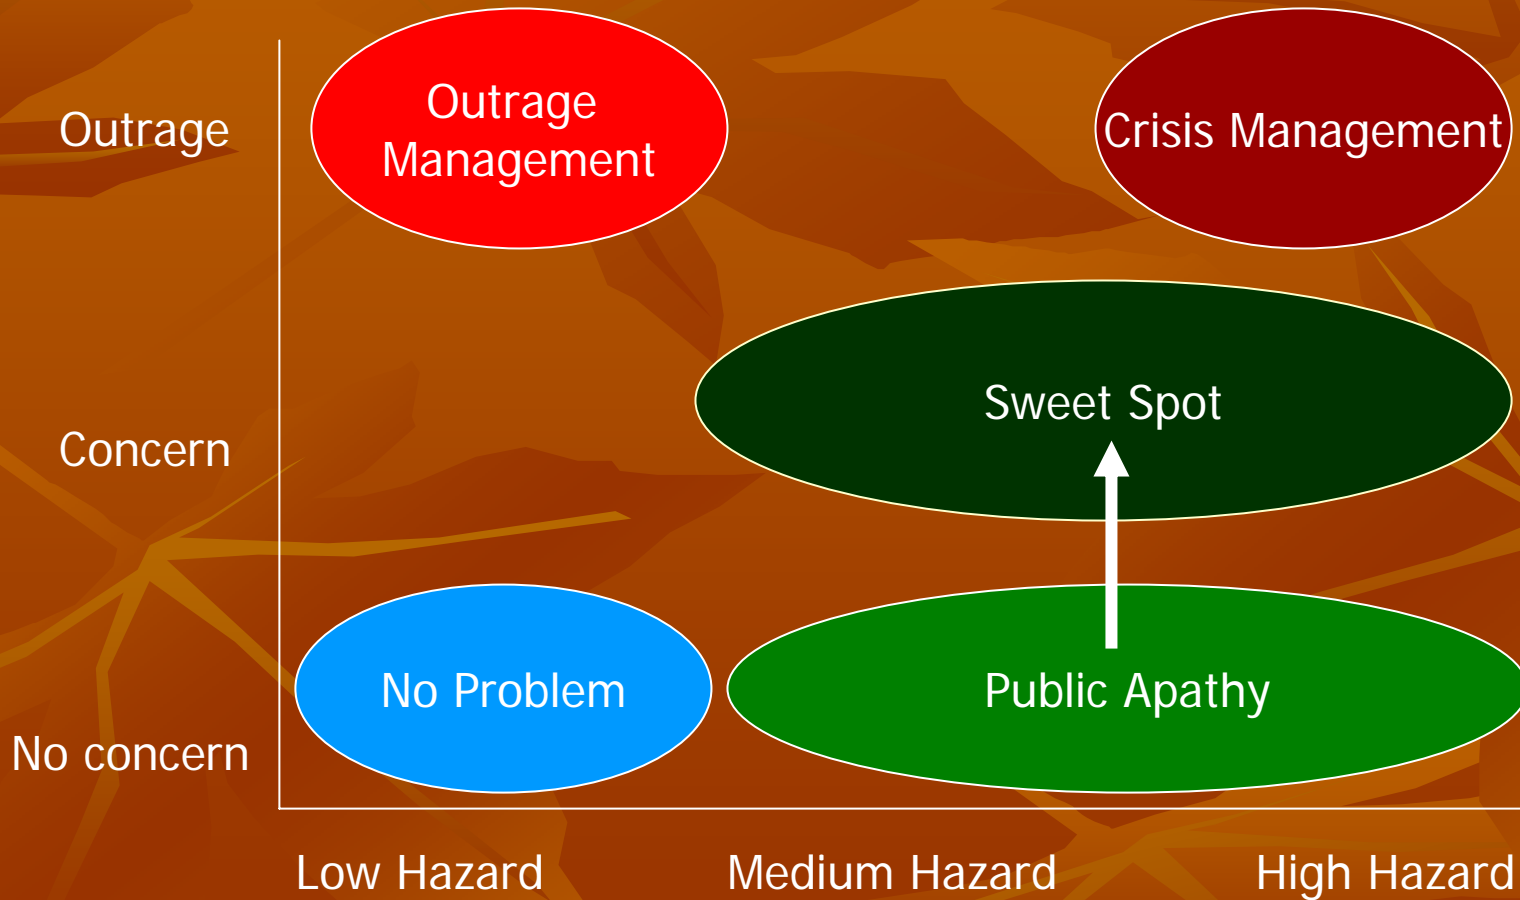 Outrage
Outrage
Management
Crisis Management
Concern
Sweet Spot
No concern
No Problem
Public Apathy
Low Hazard
Medium Hazard
High Hazard